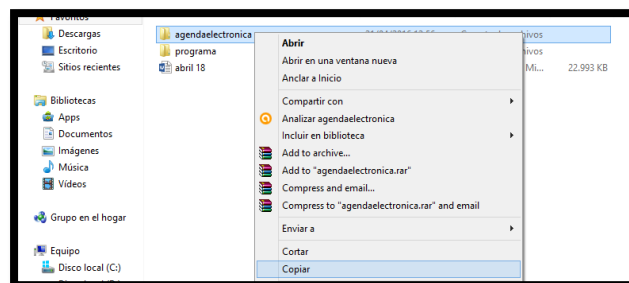 Favoritos
Descargas
Escritorio
Sitios recientes
Bibliotecas
Apps
Documentos
Imágenes
Música
Vídeos
Grupo en el hogar
Equipo
Disco local (C:)
agendaelectronica
programa
abril 18
22.993 KB
Abrir
Abrir en una ventana nueva
Anclar a Inicio
Compartir con
Analizar agendaelectronica
Incluir en biblioteca
Add to archive...
Add to "agendaelectronica.rar"
Compress and email...
Compress to "agendaelectronica.rar" and email
Enviar a
Cortar
Copiar